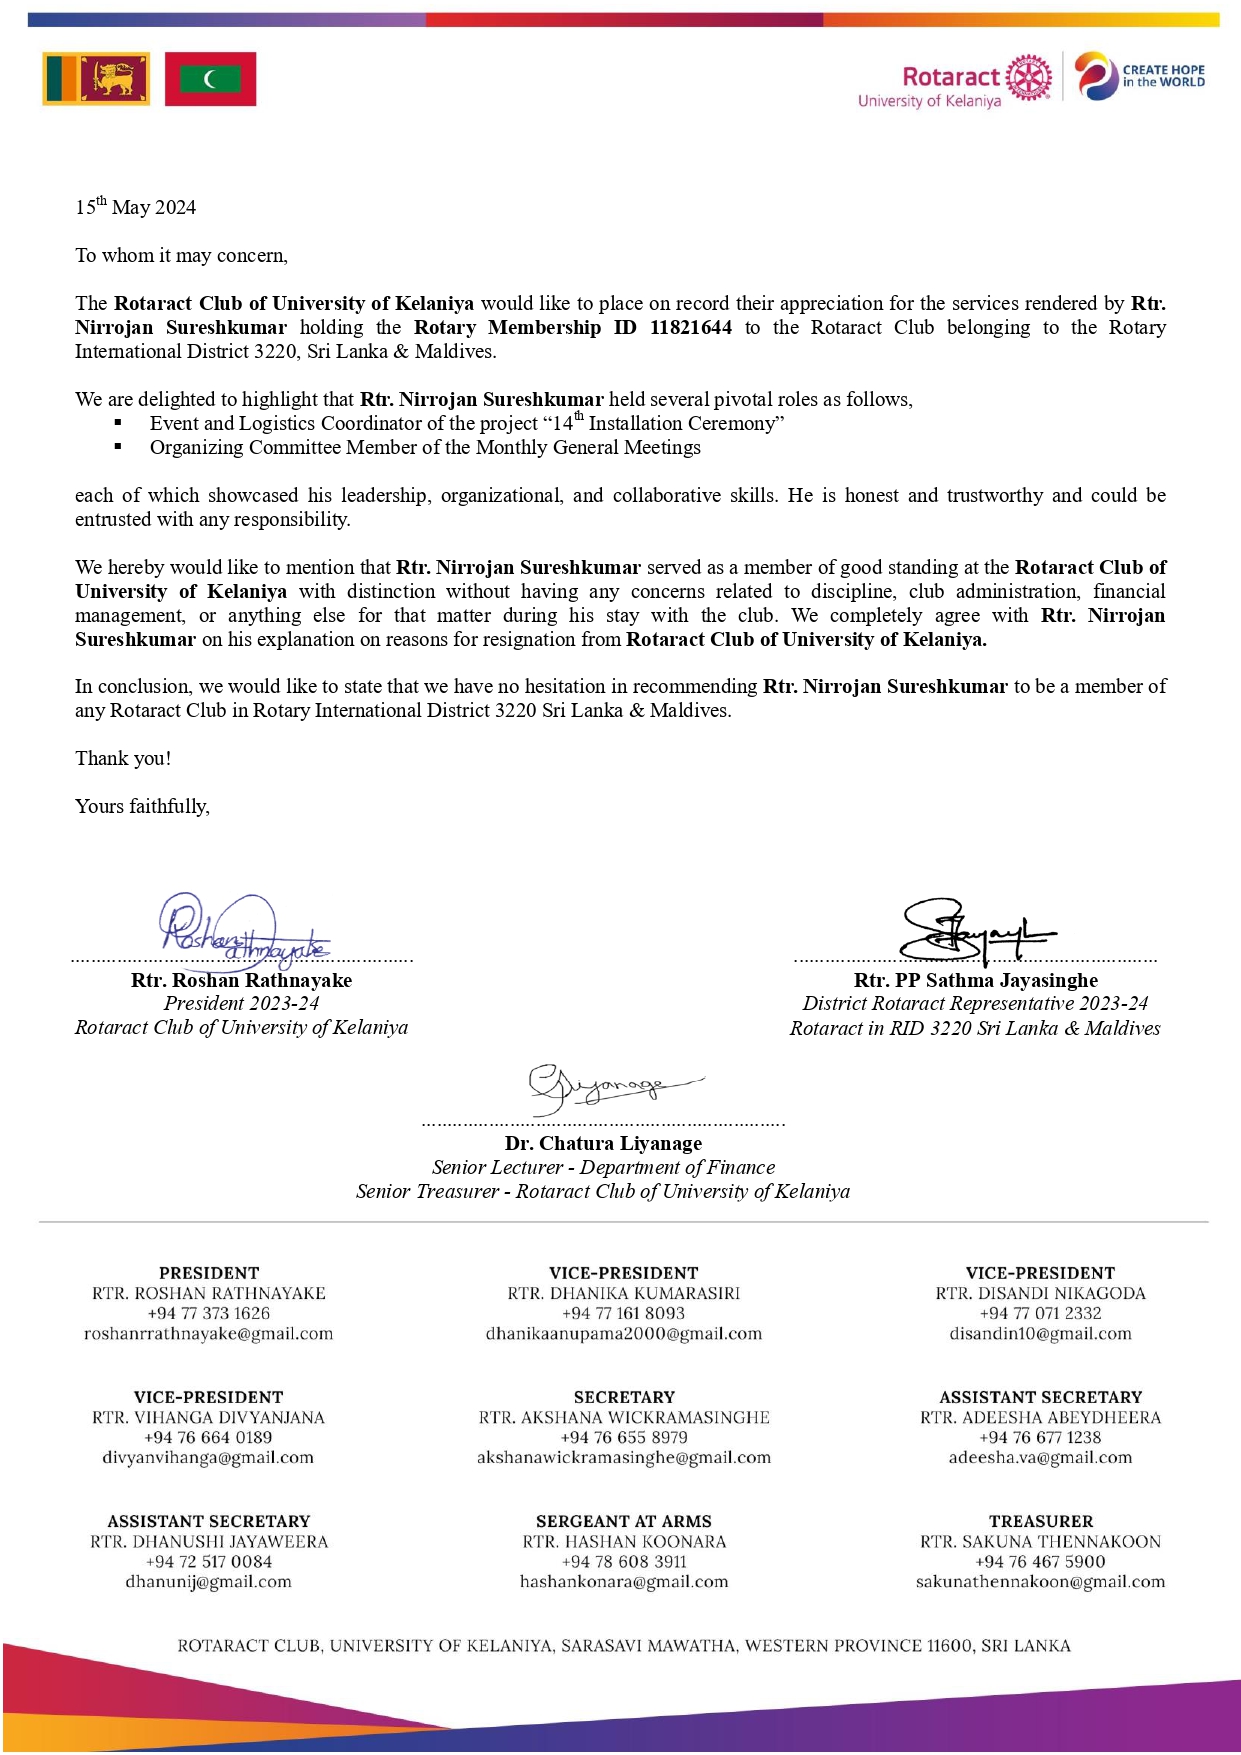 Rotaract
University of Kelaniya
CREATE HOPE
in the WORLD
15th May 2024
To whom it may concern,
The Rotaract Club of University of Kelaniya would like to place on record their appreciation for the services rendered by Rtr.
Nirrojan Sureshkumar holding the Rotary Membership ID 11821644 to the Rotaract Club belonging to the Rotary
International District 3220, Sri Lanka & Maldives.
We are delighted to highlight that Rtr. Nirrojan Sureshkumar held several pivotal roles as follows,
▪ Event and Logistics Coordinator of the project “14th Installation Ceremony”
▪ Organizing Committee Member of the Monthly General Meetings
each of which showcased his leadership, organizational, and collaborative skills. He is honest and trustworthy and could be
entrusted with any responsibility.
We hereby would like to mention that Rtr. Nirrojan Sureshkumar served as a member of good standing at the Rotaract Club of
University of Kelaniya with distinction without having any concerns related to discipline, club administration, financial
management, or anything else for that matter during his stay with the club. We completely agree with Rtr. Nirrojan
Sureshkumar on his explanation on reasons for resignation from Rotaract Club of University of Kelaniya.
In conclusion, we would like to state that we have no hesitation in recommending Rtr. Nirrojan Sureshkumar to be a member of
any Rotaract Club in Rotary International District 3220 Sri Lanka & Maldives.
Thank you!
Yours faithfully,
Roshan Rathnayake
Rtr. Roshan Rathnayake
President 2023-24
Rotaract Club of University of Kelaniya
Rtr. PP Sathma Jayasinghe
District Rotaract Representative 2023-24
Rotaract in RID 3220 Sri Lanka & Maldives
Dr. Chatura Liyanage
Senior Lecturer - Department of Finance
Senior Treasurer - Rotaract Club of University of Kelaniya
PRESIDENT
RTR. ROSHAN RATHNAYAKE
+94 77 373 1626
roshanrrathnayake@gmail.com
VICE-PRESIDENT
RTR. DHANIKA KUMARASIRI
+94 77 161 8093
dhanikaanupama2000@gmail.com
VICE-PRESIDENT
RTR. DISANDI NIKAGODA
+94 77 071 2332
disandin10@gmail.com
VICE-PRESIDENT
RTR. VIHANGA DIVYANJANA
+94 76 664 0189
divyanvihanga@gmail.com
SECRETARY
RTR. AKSHANA WICKRAMASINGHE
+94 76 655 8979
akshanawickramasinghe@gmail.com
ASSISTANT SECRETARY
RTR. ADEESHA ABEYDHEERA
+94 76 677 1238
adeesha.va@gmail.com
ASSISTANT SECRETARY
RTR. DHANUSHI JAYAWEERA
+94 72 517 0084
dhanunij@gmail.com
SERGEANT AT ARMS
RTR. HASHAN KOONARA
+94 78 608 3911
hashankonara@gmail.com
TREASURER
RTR. SAKUNA THENNAKOON
+94 76 467 5900
sakunathennakoon@gmail.com
ROTARACT CLUB, UNIVERSITY OF KELANIYA, SARASAVI MAWATHA, WESTERN PROVINCE 11600, SRI LANKA